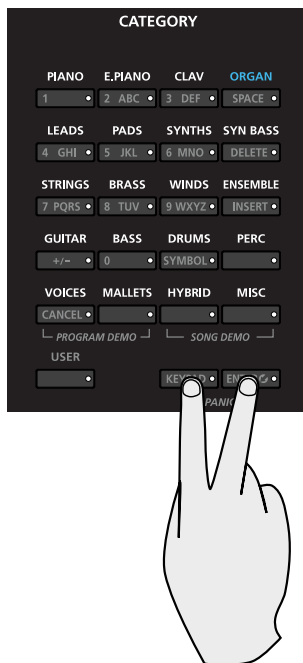 CATEGORY
PIANO E.PIANO CLAV ORGAN
1 2 ABC 3 DEF SPACE
LEADS PADS SYNTHS SYN BASS
4 GHI 5 JKL 6 MNO DELETE
STRINGS BRASS WINDS ENSEMBLE
7 PQRS 8 TUV 9 WXYZ INSERT
GUITAR BASS DRUMS PERC
+/− 0 SYMBOL
VOICES MALLETS HYBRID MISC
CANCEL
PROGRAM DEMO SONG DEMO
USER
PANIC